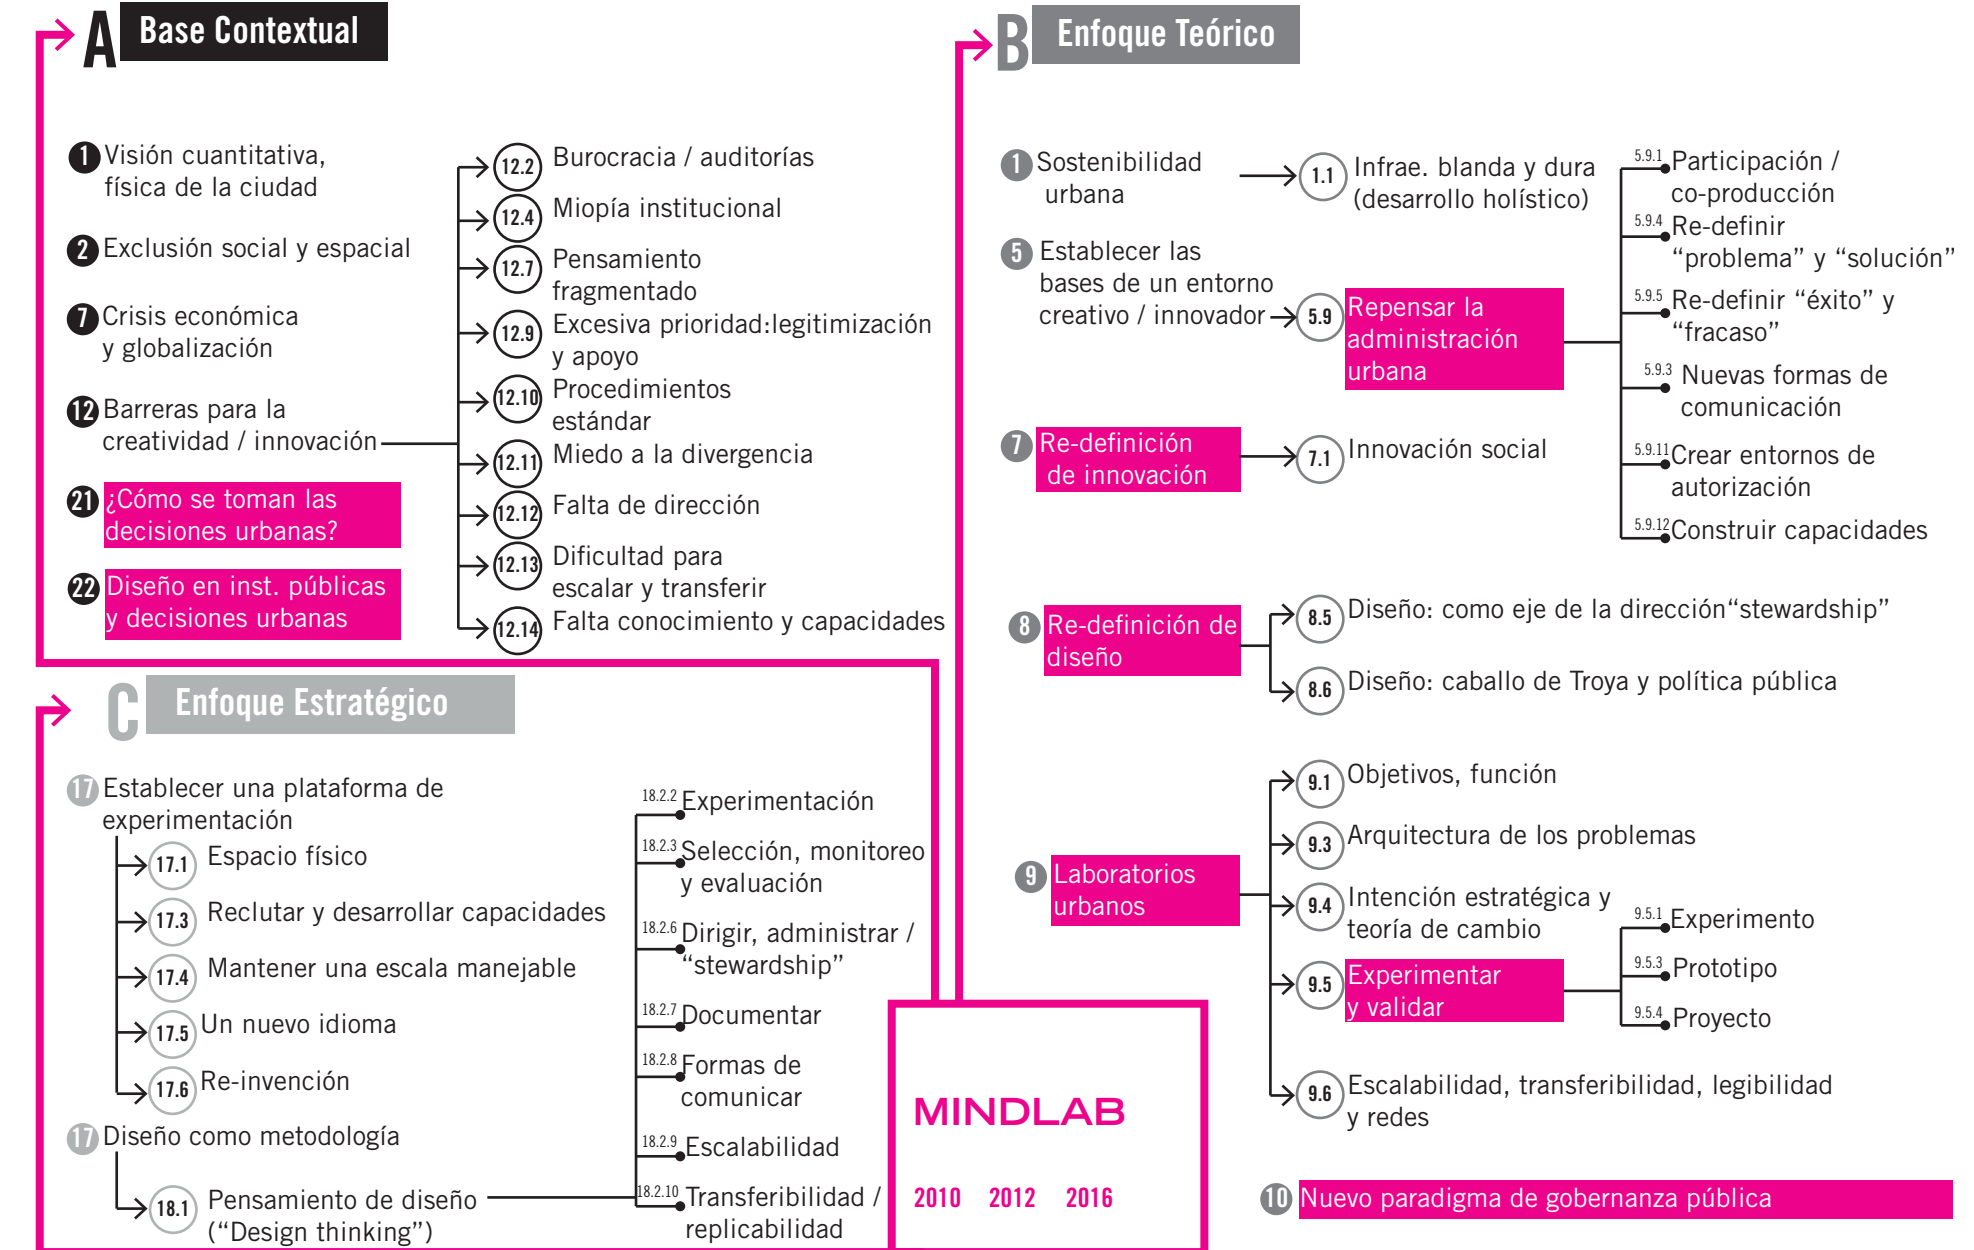 A Base Contextual
1 Visión cuantitativa,
física de la ciudad
2 Exclusión social y espacial
7 Crisis económica
y globalización
12 Barreras para la
creatividad / innovación
21 ¿Cómo se toman las
decisiones urbanas?
22 Diseño en inst. públicas
y decisiones urbanas
12.2 Burocracia / auditorías
12.4 Miopía institucional
12.7 Pensamiento
fragmentado
12.9 Excesiva prioridad:legitimización
y apoyo
12.10 Procedimientos
estándar
12.11 Miedo a la divergencia
12.12 Falta de dirección
12.13 Dificultad para
escalar y transferir
12.14 Falta conocimiento y capacidades
B Enfoque Teórico
1 Sostenibilidad
urbana
1.1 Infrae. blanda y dura
(desarrollo holístico)
5 Establecer las
bases de un entorno
creativo / innovador
5.9 Repensar la
administración
urbana
5.9.1 Participación /
co-producción
5.9.4 Re-definir
“problema” y “solución”
5.9.5 Re-definir “éxito” y
“fracaso”
5.9.3 Nuevas formas de
comunicación
5.9.11 Crear entornos de
autorización
5.9.12 Construir capacidades
7 Re-definición
de innovación
7.1 Innovación social
8 Re-definición de
diseño
8.5 Diseño: como eje de la dirección“stewardship”
8.6 Diseño: caballo de Troya y política pública
9 Laboratorios
urbanos
9.1 Objetivos, función
9.3 Arquitectura de los problemas
9.4 Intención estratégica y
teoría de cambio
9.5 Experimentar
y validar
9.5.1 Experimento
9.5.3 Prototipo
9.5.4 Proyecto
9.6 Escalabilidad, transferibilidad, legibilidad
y redes
10 Nuevo paradigma de gobernanza pública
C Enfoque Estratégico
17 Establecer una plataforma de
experimentación
17.1 Espacio físico
17.3 Reclutar y desarrollar capacidades
17.4 Mantener una escala manejable
17.5 Un nuevo idioma
17.6 Re-invención
17 Diseño como metodología
18.1 Pensamiento de diseño
(“Design thinking”)
18.2.2 Experimentación
18.2.3 Selección, monitoreo
y evaluación
18.2.6 Dirigir, administrar /
“stewardship”
18.2.7 Documentar
18.2.8 Formas de
comunicar
18.2.9 Escalabilidad
18.2.10 Transferibilidad /
replicabilidad
MINDLAB
2010 2012 2016